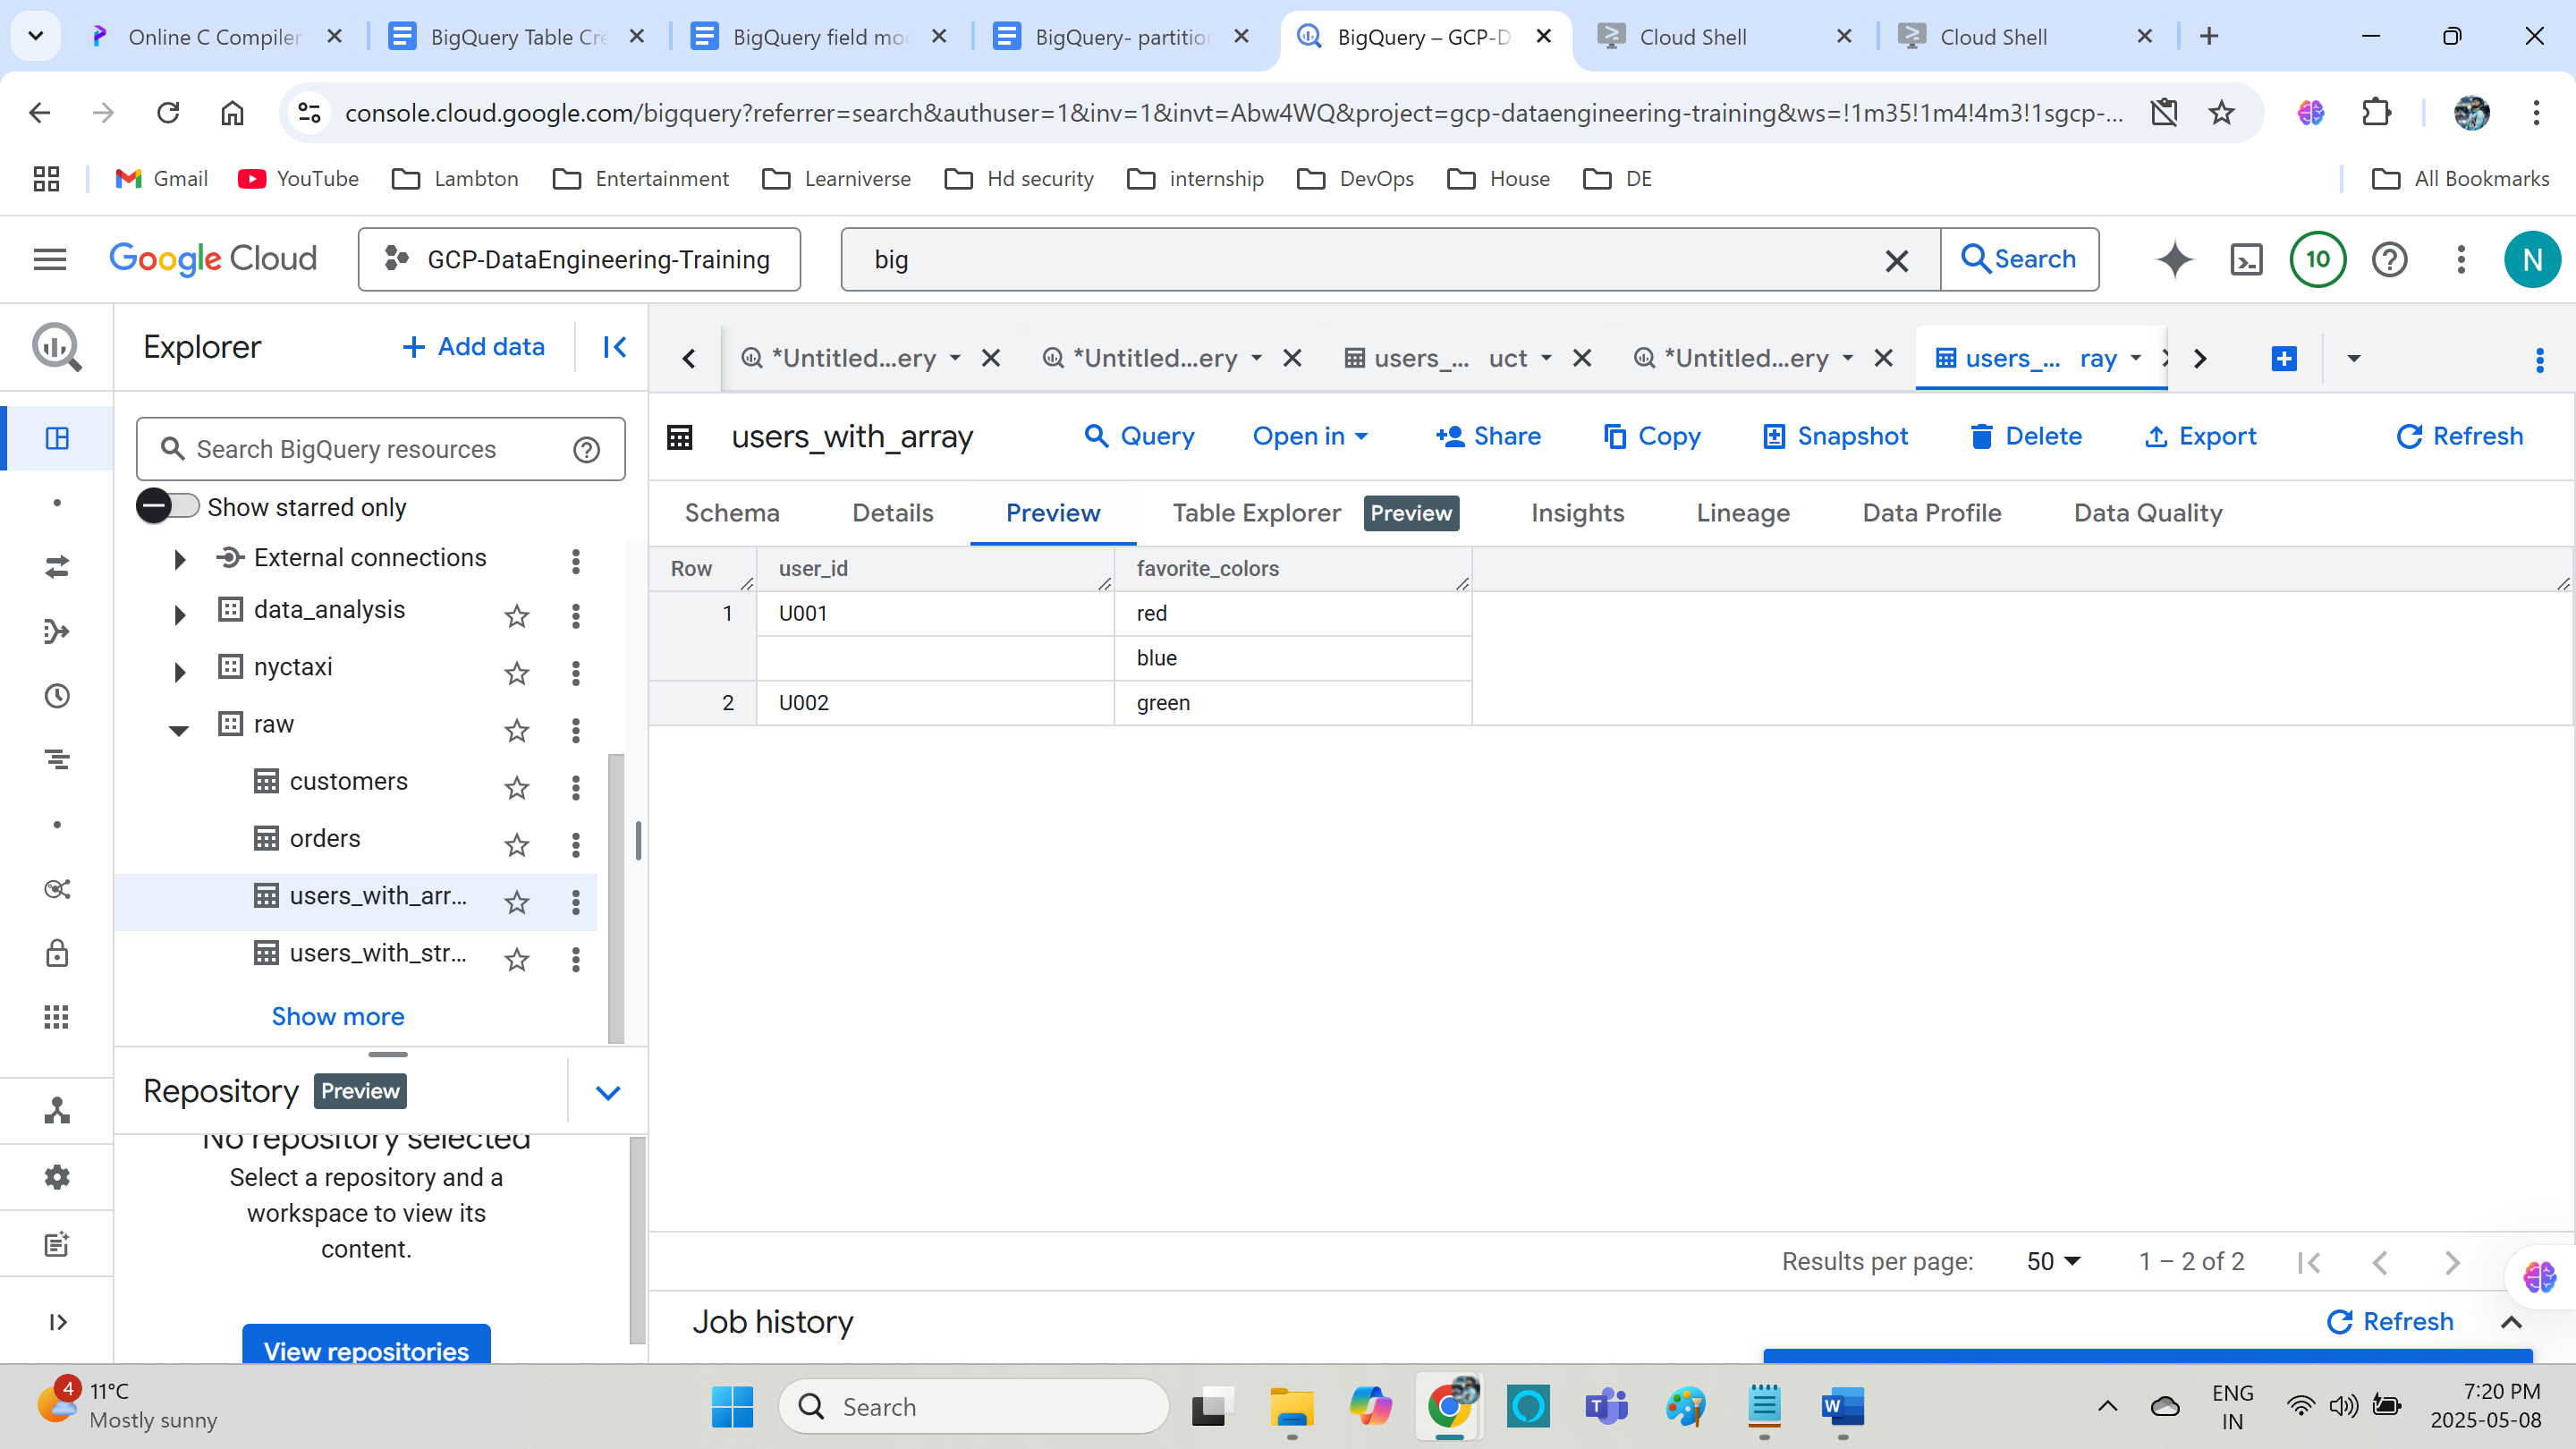 Online C Compiler
BigQuery Table Cre
BigQuery field mo
BigQuery- partition
BigQuery – GCP-D
Cloud Shell
Cloud Shell
console.cloud.google.com/bigquery?referrer=search&authuser=1&inv=1&invt=Abw4WQ&project=gcp-dataengineering-training&ws=!1m35!1m4!4m3!1sgcp-...
Gmail
YouTube
Lambton
Entertainment
Learniverse
Hd security
internship
DevOps
House
DE
All Bookmarks
Google Cloud
GCP-DataEngineering-Training
big
Search
10
N
Explorer
Add data
*Untitled...ery
*Untitled...ery
users_... uct
*Untitled...ery
users_... ray
Search BigQuery resources
Show starred only
External connections
data_analysis
nyctaxi
raw
customers
orders
users_with_arr...
users_with_str...
Show more
users_with_array
Query
Open in
Share
Copy
Snapshot
Delete
Export
Refresh
Schema
Details
Preview
Table Explorer Preview
Insights
Lineage
Data Profile
Data Quality
Row user_id favorite_colors
1 U001 red
blue
2 U002 green
Repository Preview
No repository selected
Select a repository and a
workspace to view its
content.
View repositories
Results per page: 50 1 – 2 of 2
Job history
Refresh
4
11°C
Mostly sunny
Search
T
W
ENG
IN
7:20 PM
2025-05-08